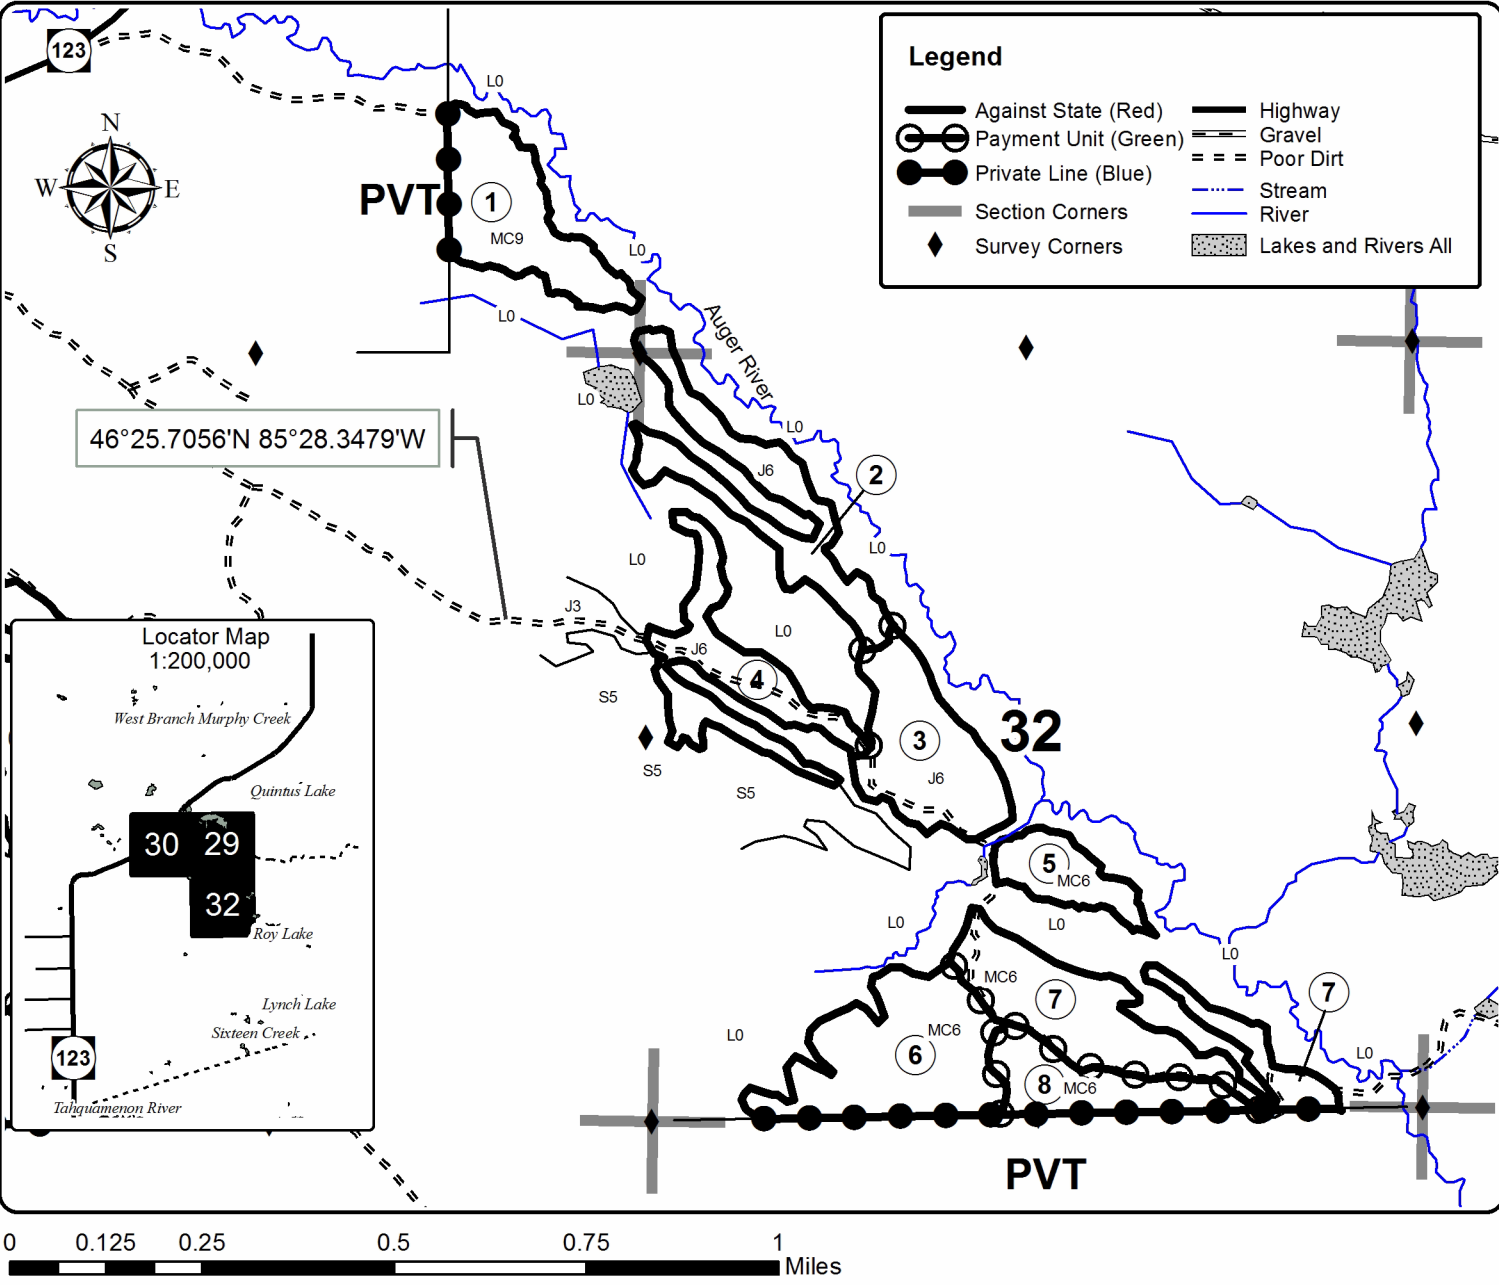 123
L0
Legend
Against State (Red)
Payment Unit (Green)
Private Line (Blue)
Section Corners
Survey Corners
Highway
Gravel
Poor Dirt
Stream
River
Lakes and Rivers All
N
W E
S
PVT
1
MC9
L0
L0
Auger River
L0
46°25.7056'N 85°28.3479'W
L0
J6
2
L0
L0
J3
L0
J6
4
S5
S5
S5
3
J6
32
5
MC6
L0
L0
L0
MC6
7
7
L0
MC6
6
8
MC6
L0
PVT
Locator Map
1:200,000
West Branch Murphy Creek
Quintus Lake
30 29
32
Roy Lake
Lynch Lake
Sixteen Creek
123
Tahquamenon River
0 0.125 0.25 0.5 0.75 1
Miles